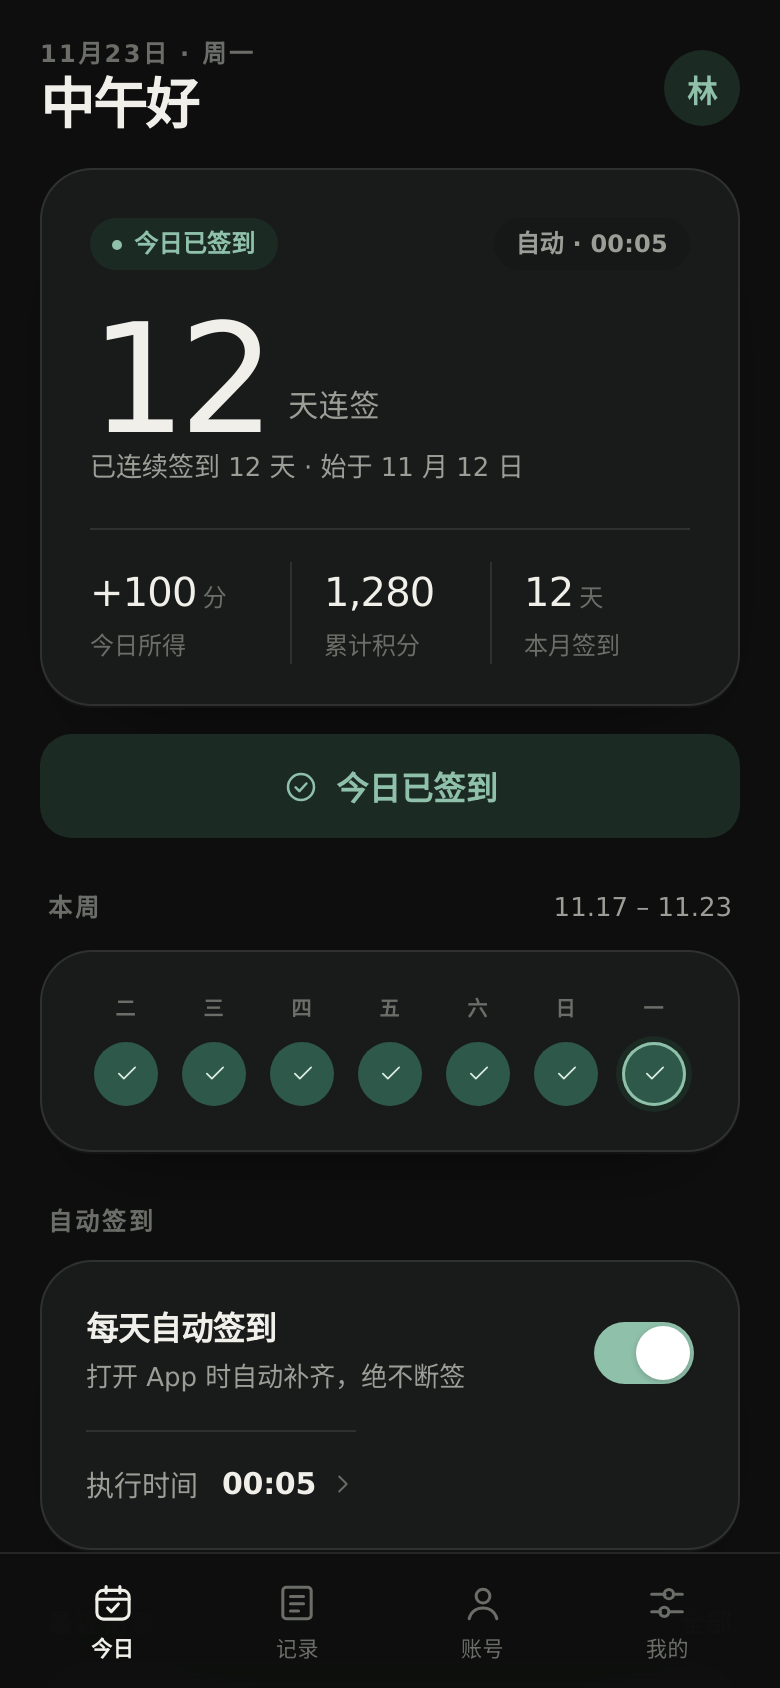 11月23日 · 周一
中午好
林
今日已签到
自动 · 00:05
12 天连签
已连续签到 12 天 · 始于 11 月 12 日
+100 分
今日所得
1,280
累计积分
12 天
本月签到
今日已签到
本周
11.17 – 11.23
二 三 四 五 六 日 一
自动签到
每天自动签到
打开 App 时自动补齐，绝不断签
执行时间 00:05
今日
记录
账号
我的